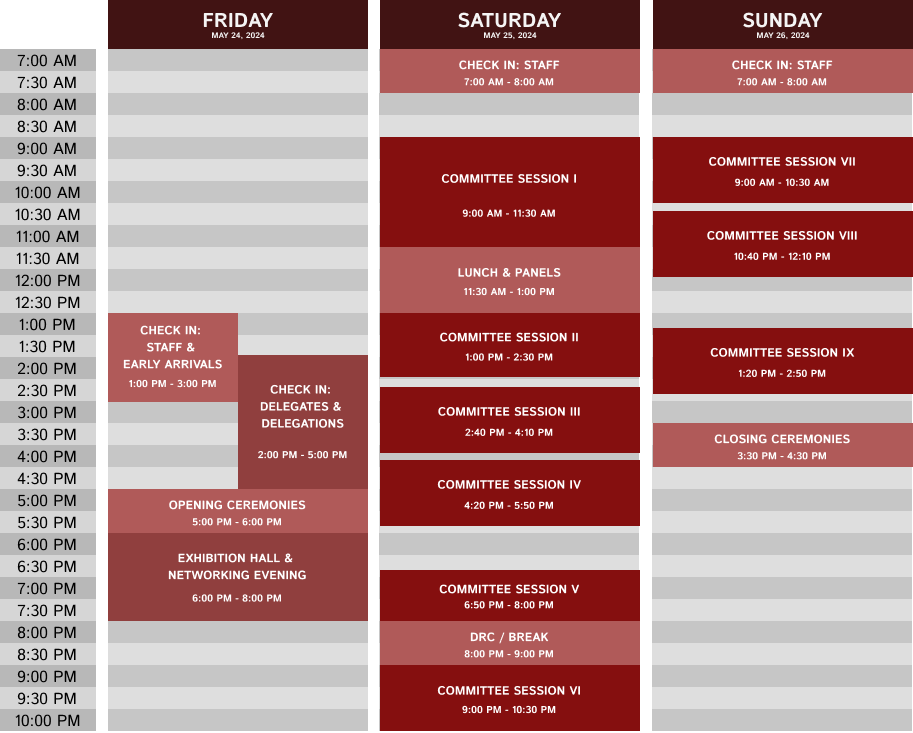 FRIDAY
MAY 24, 2024
SATURDAY
MAY 25, 2024
SUNDAY
MAY 26, 2024
7:00 AM
7:30 AM
8:00 AM
8:30 AM
9:00 AM
9:30 AM
10:00 AM
10:30 AM
11:00 AM
11:30 AM
12:00 PM
12:30 PM
1:00 PM
1:30 PM
2:00 PM
2:30 PM
3:00 PM
3:30 PM
4:00 PM
4:30 PM
5:00 PM
5:30 PM
6:00 PM
6:30 PM
7:00 PM
7:30 PM
8:00 PM
8:30 PM
9:00 PM
9:30 PM
10:00 PM
CHECK IN:
STAFF &
EARLY ARRIVALS
1:00 PM - 3:00 PM
CHECK IN:
DELEGATES &
DELEGATIONS
2:00 PM - 5:00 PM
OPENING CEREMONIES
5:00 PM - 6:00 PM
EXHIBITION HALL &
NETWORKING EVENING
6:00 PM - 8:00 PM
CHECK IN: STAFF
7:00 AM - 8:00 AM
COMMITTEE SESSION I
9:00 AM - 11:30 AM
LUNCH & PANELS
11:30 AM - 1:00 PM
COMMITTEE SESSION II
1:00 PM - 2:30 PM
COMMITTEE SESSION III
2:40 PM - 4:10 PM
COMMITTEE SESSION IV
4:20 PM - 5:50 PM
COMMITTEE SESSION V
6:50 PM - 8:00 PM
DRC / BREAK
8:00 PM - 9:00 PM
COMMITTEE SESSION VI
9:00 PM - 10:30 PM
CHECK IN: STAFF
7:00 AM - 8:00 AM
COMMITTEE SESSION VII
9:00 AM - 10:30 AM
COMMITTEE SESSION VIII
10:40 PM - 12:10 PM
COMMITTEE SESSION IX
1:20 PM - 2:50 PM
CLOSING CEREMONIES
3:30 PM - 4:30 PM